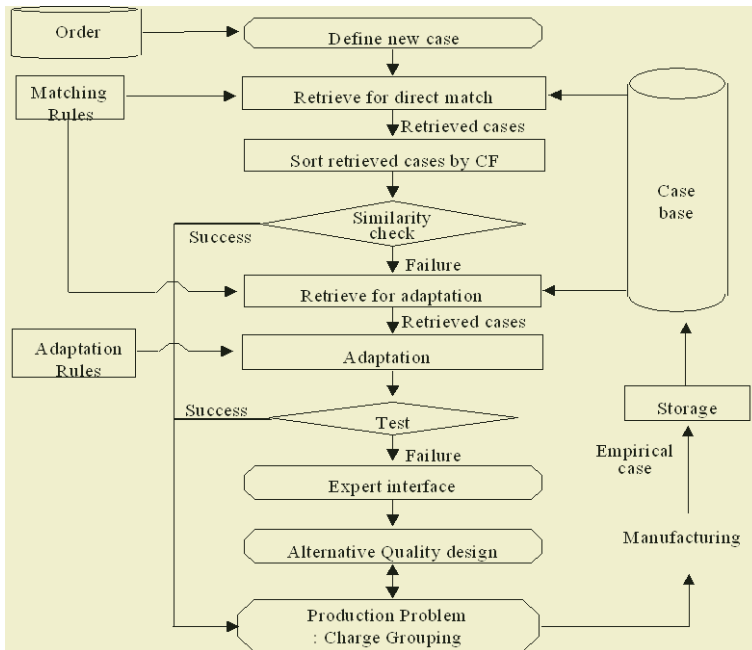 Order
Define new case
Matching
Rules
Retrieve for direct match
Retrieved cases
Sort retrieved cases by CF
Case
base
Similarity
check
Success
Failure
Retrieve for adaptation
Retrieved cases
Adaptation
Rules
Adaptation
Success
Test
Storage
Failure
Empirical
case
Expert interface
Manufacturing
Alternative Quality design
Production Problem
: Charge Grouping